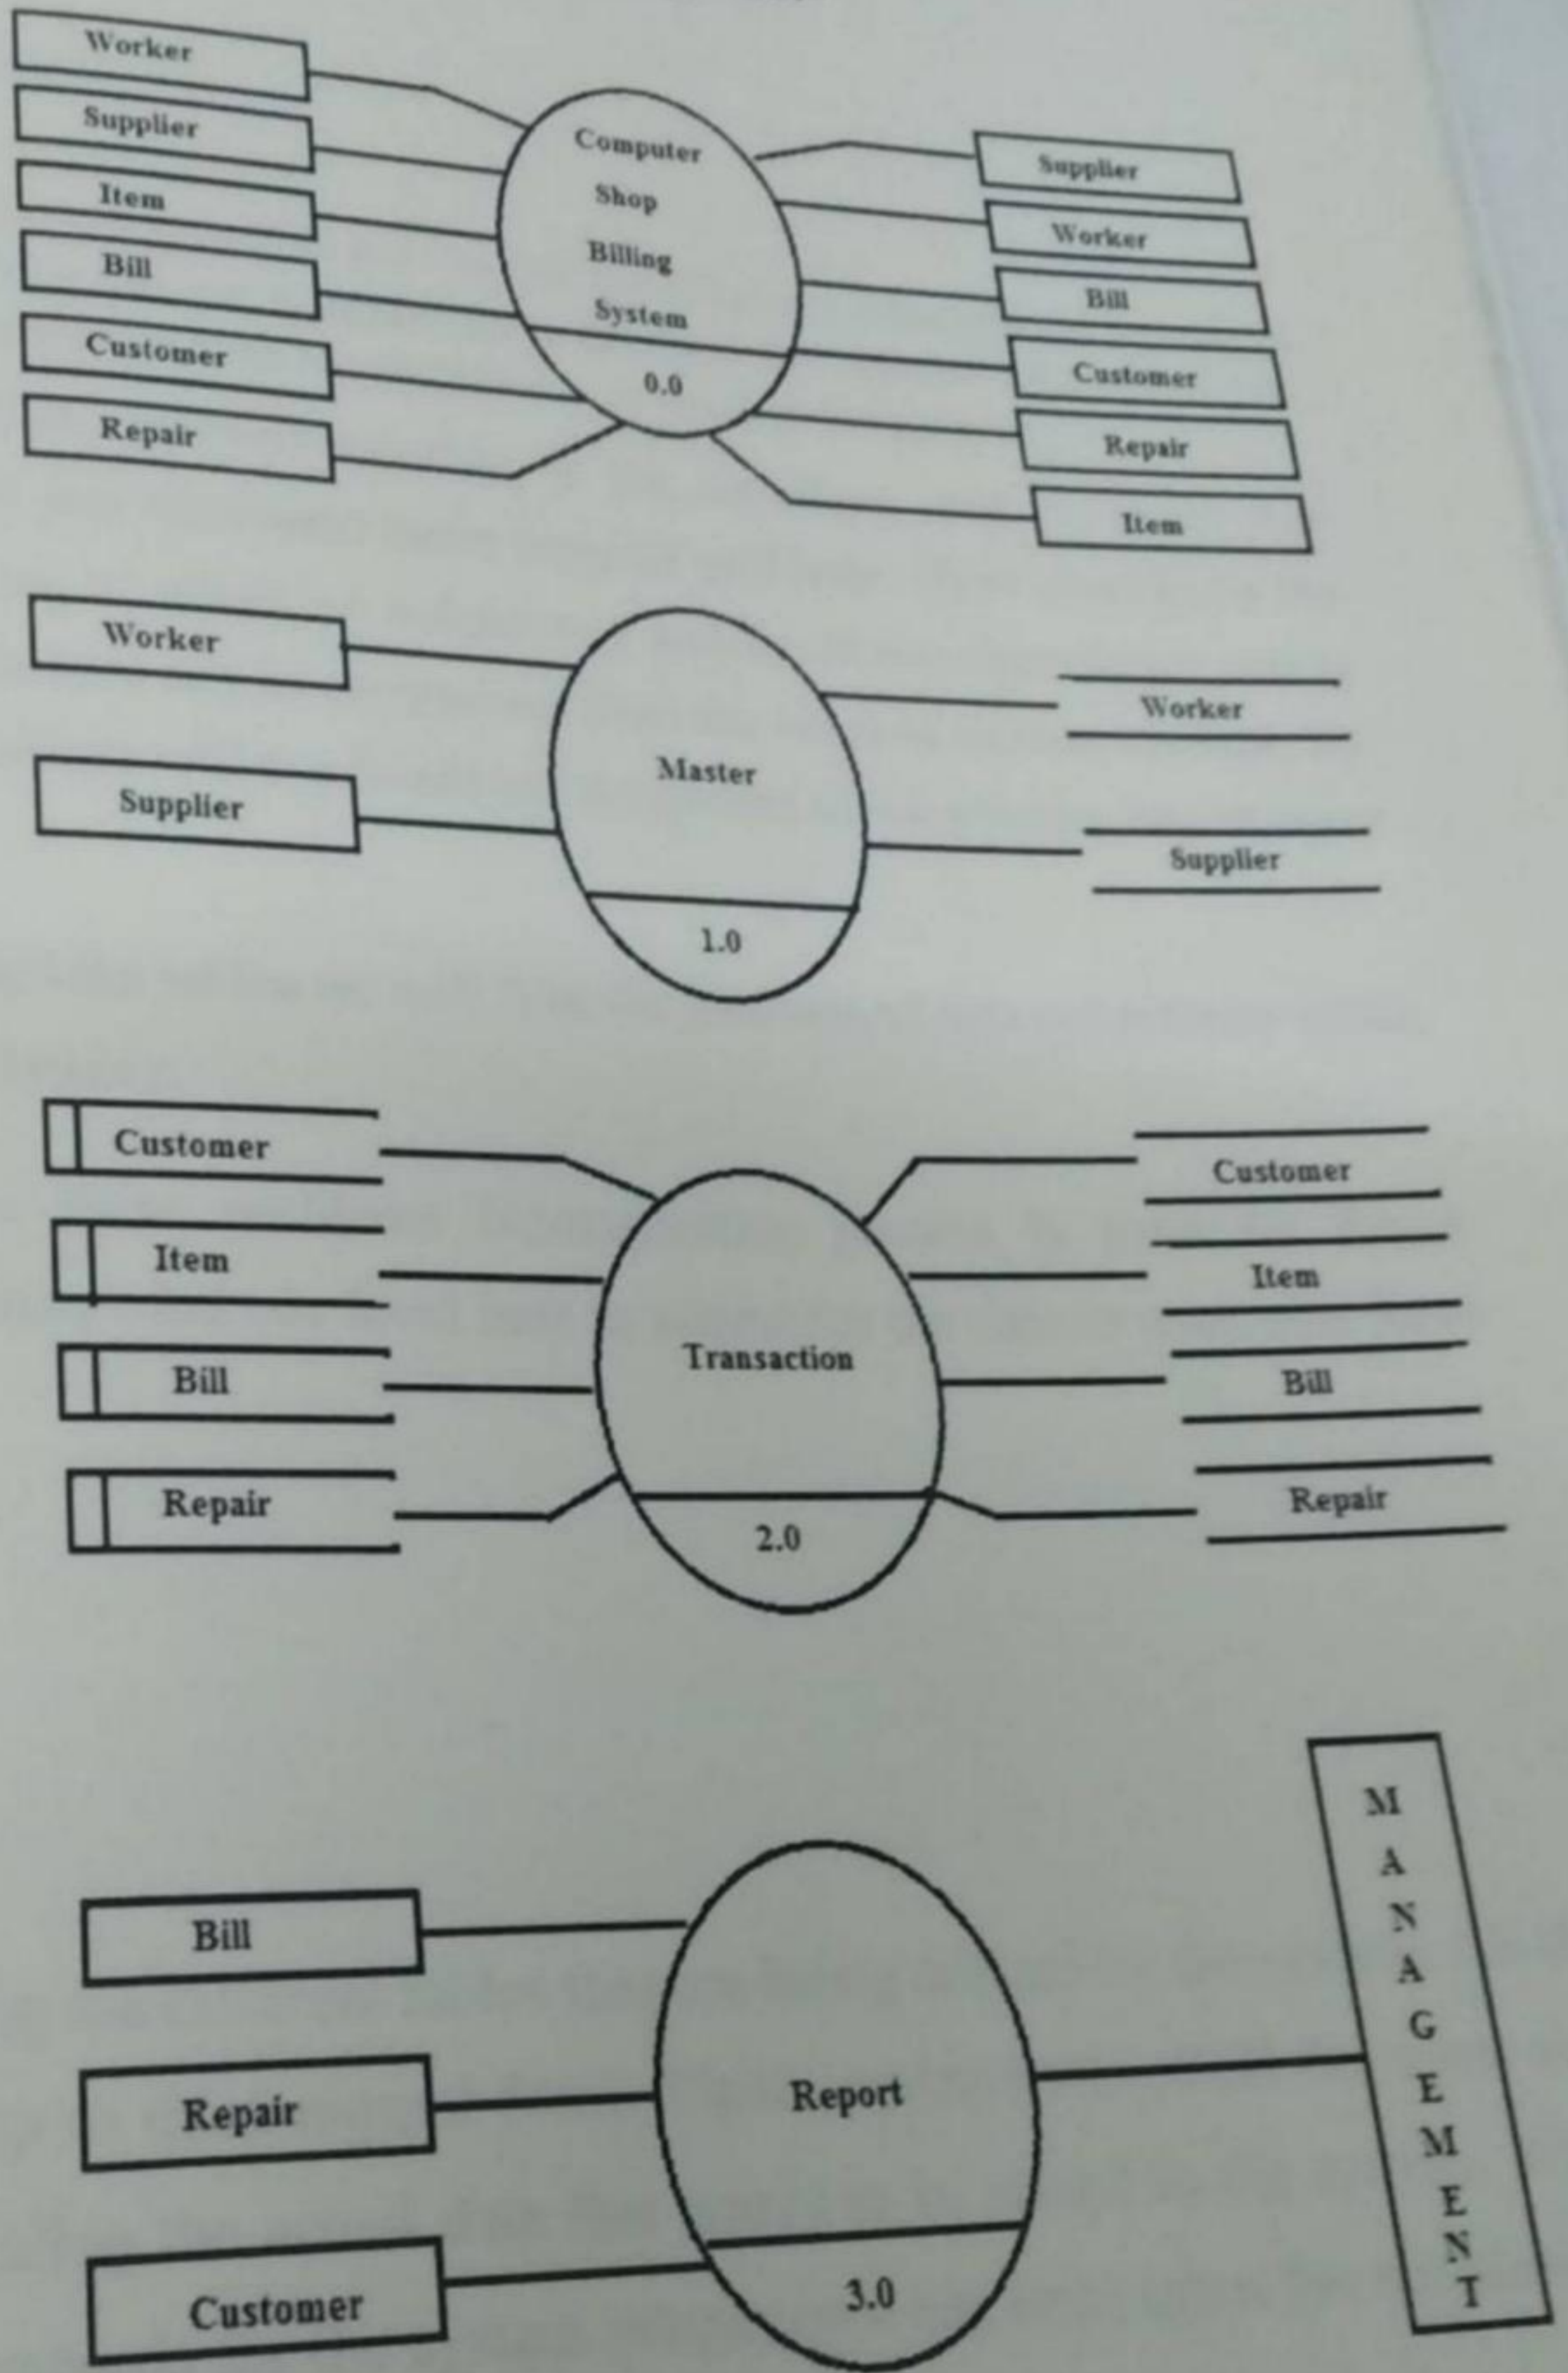 Worker
Supplier
Item
Bill
Customer
Repair
Computer
Shop
Billing
System
0.0
Supplier
Worker
Bill
Customer
Repair
Item
Worker
Supplier
Master
1.0
Worker
Supplier
Customer
Item
Bill
Repair
Transaction
2.0
Customer
Item
Bill
Repair
Bill
Repair
Customer
Report
3.0
M
A
N
A
G
E
M
E
N
T